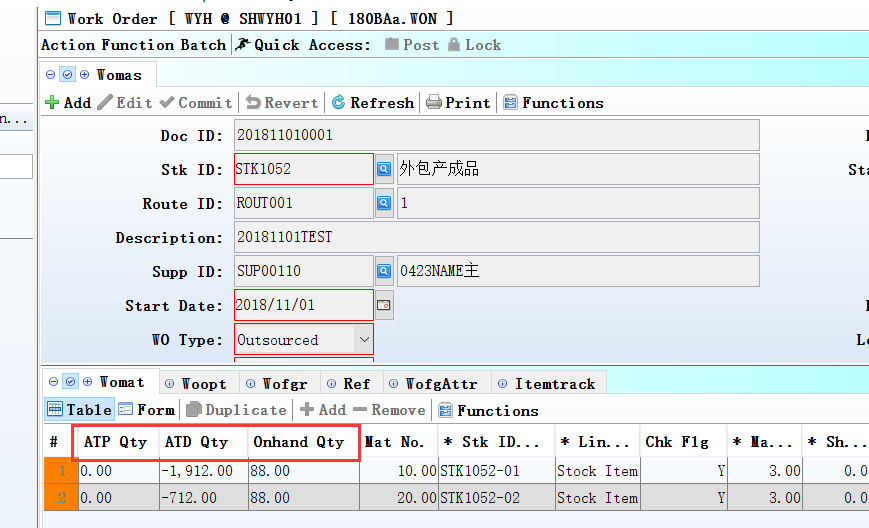 Work Order [ WYH @ SHWYH01 ] [ 180BAa.WON ]
Action Function Batch Quick Access: Post Lock
Womas
Add Edit Commit Revert Refresh Print Functions
n...
Doc ID: 201811010001
Stk ID: STK1052 外包产成品
Sta
Route ID: ROUT001 1
Description: 20181101TEST
Supp ID: SUP00110 0423NAME主
Start Date: 2018/11/01
WO Type: Outsourced
Lo
Womat Woopt Wofgr Ref WofgAttr Itemtrack
Table Form Duplicate Add Remove Functions
# ATP Qty ATD Qty Onhand Qty Mat No. * Stk ID... * Lin... Chk Flg * Ma... * Sh...
1 0.00 -1,912.00 88.00 10.00 STK1052-01 Stock Item Y 3.00 0.0
2 0.00 -712.00 88.00 20.00 STK1052-02 Stock Item Y 3.00 0.0